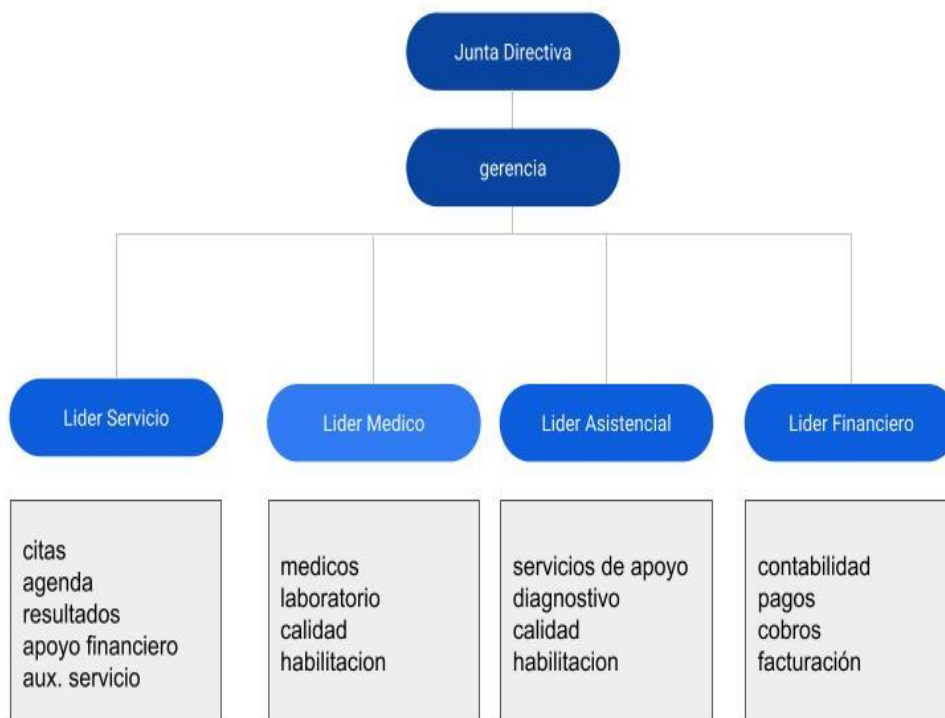 Junta Directiva
gerencia
Lider Servicio
Lider Medico
Lider Asistencial
Lider Financiero
citas
agenda
resultados
apoyo financiero
aux. servicio
medicos
laboratorio
calidad
habilitacion
servicios de apoyo
diagnostivo
calidad
habilitacion
contabilidad
pagos
cobros
facturación